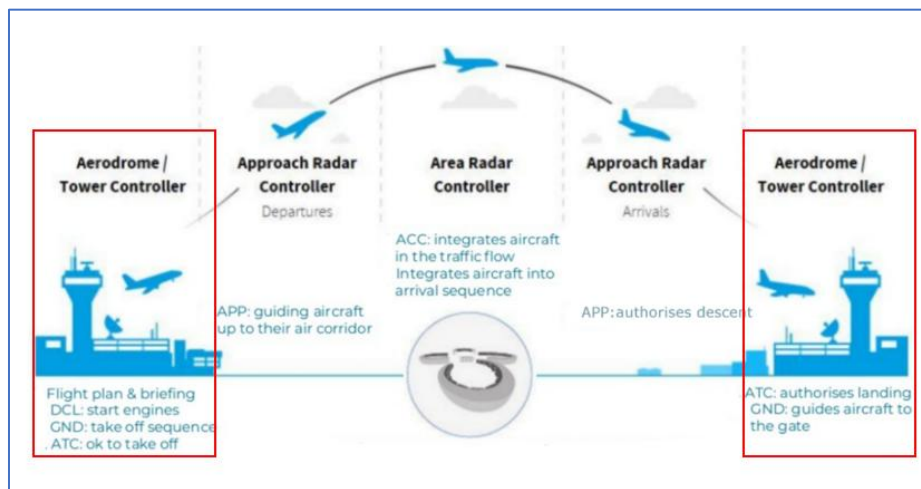 Aerodrome /
Tower Controller
Approach Radar
Controller
Departures
Area Radar
Controller
Approach Radar
Controller
Arrivals
Aerodrome /
Tower Controller
ACC: integrates aircraft
in the traffic flow
Integrates aircraft into
arrival sequence
APP: guiding aircraft
up to their air corridor
APP:authorises descent
Flight plan & briefing
DCL: start engines
GND: take off sequence
. ATC: ok to take off
ATC: authorises landing
GND: guides aircraft to
the gate